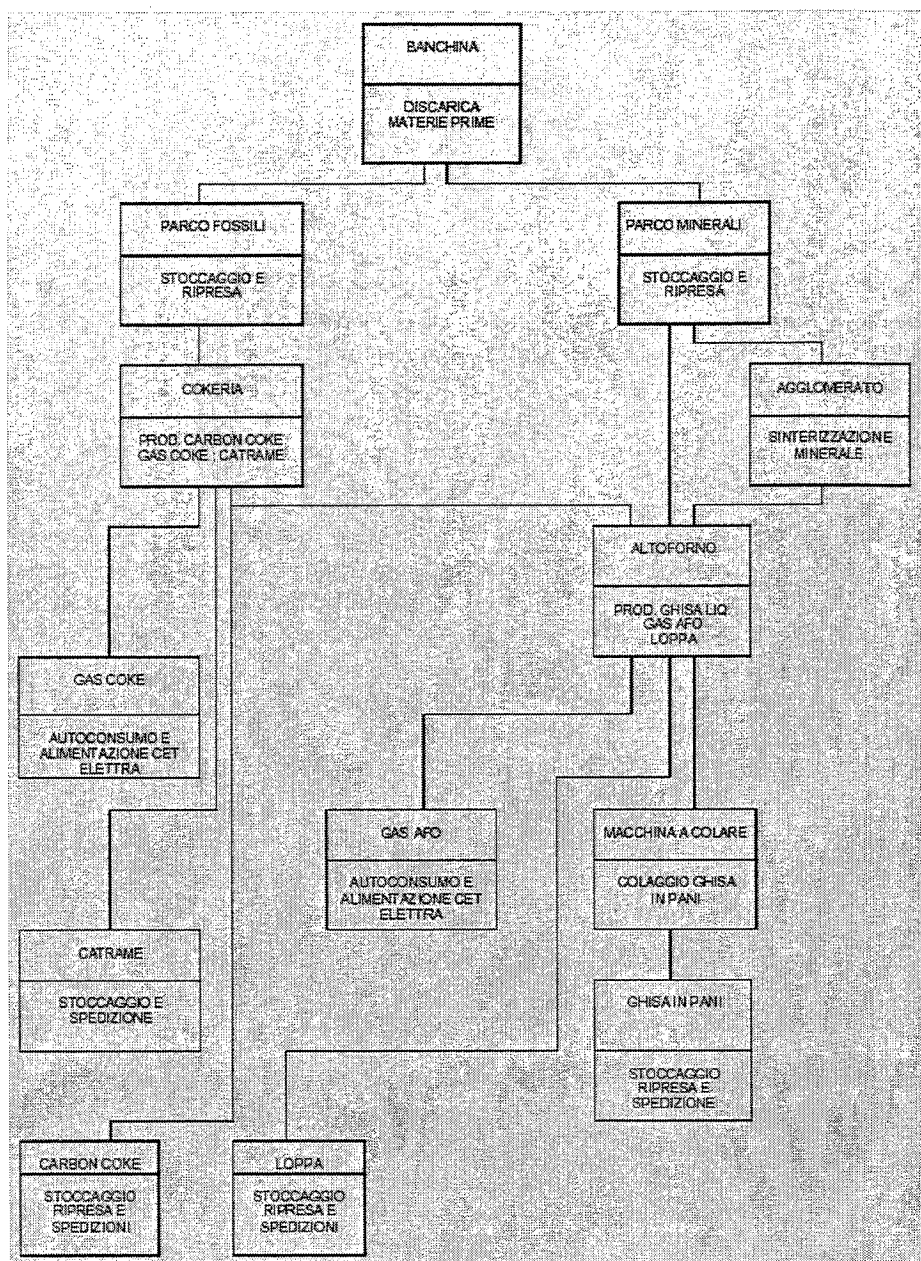 BANCHINA
DISCARICA
MATERIE PRIME
PARCO FOSSILI
STOCCAGGIO E
RIPRESA
PARCO MINERALI
STOCCAGGIO E
RIPRESA
COKERIA
PROD. CARBON COKE
GAS COKE ; CATRAME
AGGLOMERATO
SINTERIZZAZIONE
MINERALE
ALTOFORNO
PROD. GHISA LIQ.
GAS AFO
LOPPA
GAS COKE
AUTOCONSUMO E
ALIMENTAZIONE CET
ELETTRA
GAS AFO
AUTOCONSUMO E
ALIMENTAZIONE CET
ELETTRA
MACCHINA A COLARE
COLAGGIO GHISA
IN PANI
CATRAME
STOCCAGGIO E
SPEDIZIONE
GHISA IN PANI
STOCCAGGIO
RIPRESA E
SPEDIZIONE
CARBON COKE
STOCCAGGIO
RIPRESA E
SPEDIZIONI
LOPPA
STOCCAGGIO
RIPRESA E
SPEDIZIONI